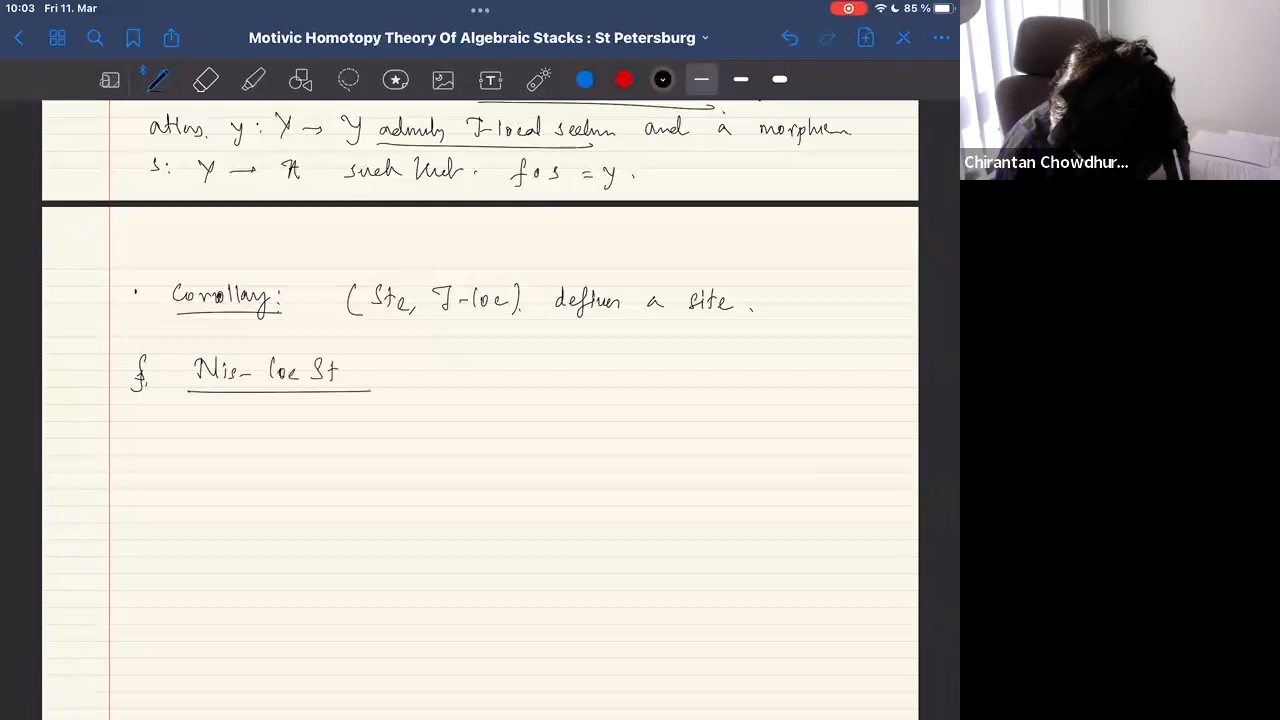 10:03 Fri 11. Mar
85 %
Motivic Homotopy Theory Of Algebraic Stacks : St Petersburg
atlas. y : Y → Y admits T-local section and a morphism
s: Y → X such that. f o s = y .
Chirantan Chowdhur...
· Corollary: ( Ste, T-loc). defines a site .
§. Nis- loc St